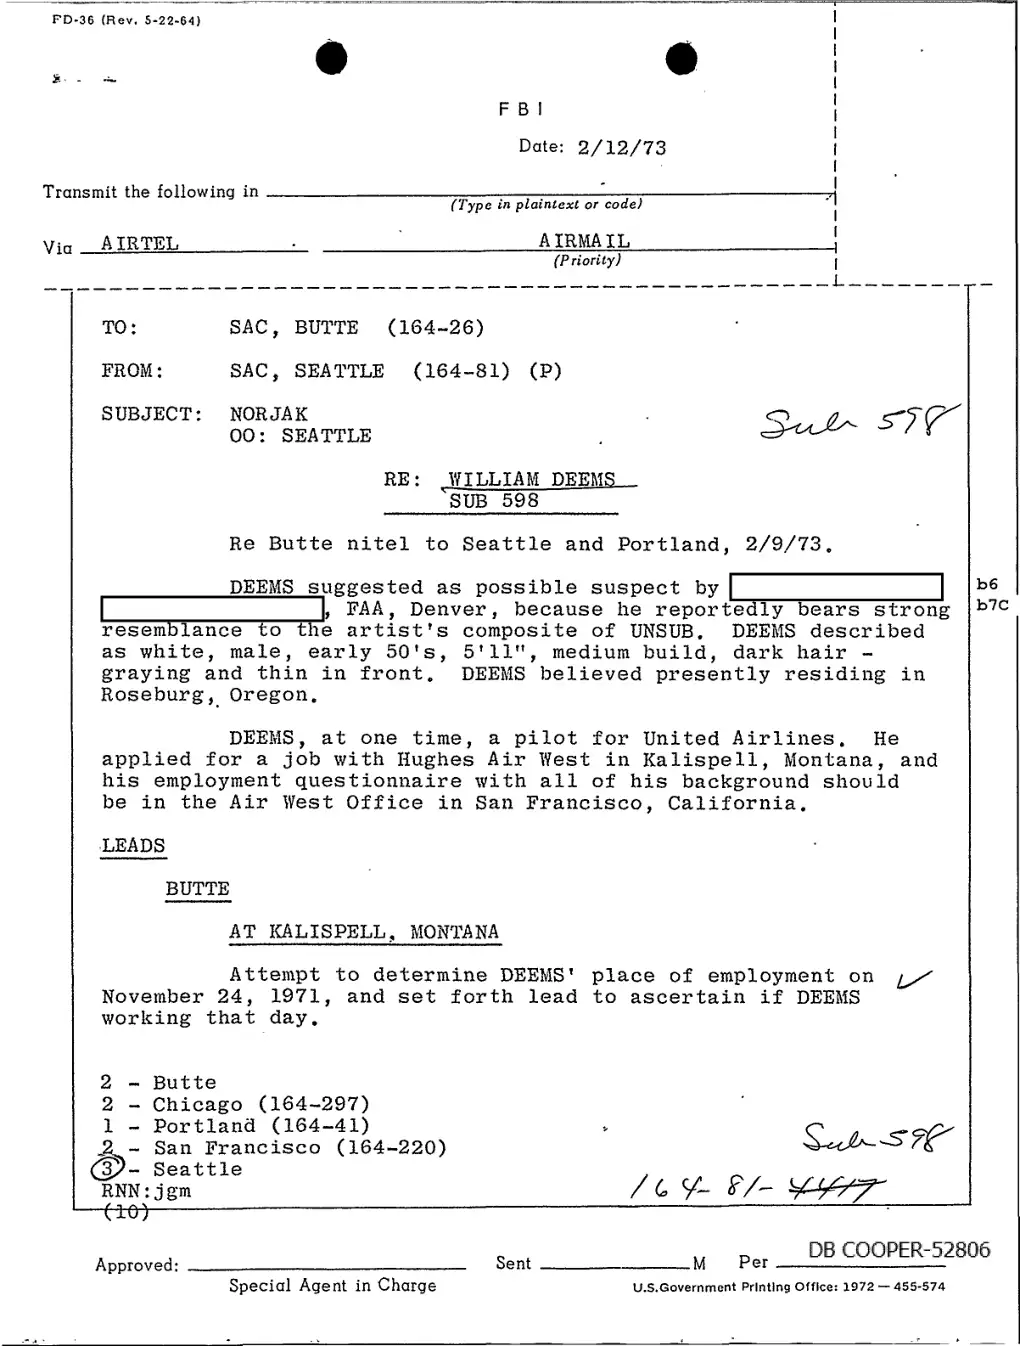 FD-36 (Rev. 5-22-64)
F B I
Date: 2/12/73
Transmit the following in
(Type in plaintext or code)
Via AIRTEL AIRMAIL
(Priority)
TO: SAC, BUTTE (164-26)
FROM: SAC, SEATTLE (164-81) (P)
SUBJECT: NORJAK
OO: SEATTLE
Sub 598
RE: WILLIAM DEEMS
SUB 598
Re Butte nitel to Seattle and Portland, 2/9/73.
DEEMS suggested as possible suspect by
b6
, FAA, Denver, because he reportedly bears strong
b7C
resemblance to the artist's composite of UNSUB. DEEMS described
as white, male, early 50's, 5'11", medium build, dark hair -
graying and thin in front. DEEMS believed presently residing in
Roseburg, Oregon.
DEEMS, at one time, a pilot for United Airlines. He
applied for a job with Hughes Air West in Kalispell, Montana, and
his employment questionnaire with all of his background should
be in the Air West Office in San Francisco, California.
LEADS
BUTTE
AT KALISPELL, MONTANA
Attempt to determine DEEMS' place of employment on
November 24, 1971, and set forth lead to ascertain if DEEMS
working that day.
2 - Butte
2 - Chicago (164-297)
1 - Portland (164-41)
2 - San Francisco (164-220)
3 - Seattle
RNN:jgm
(10)
Sub 598
164-81-4417
DB COOPER-52806
Approved: Sent M Per
Special Agent in Charge
U.S.Government Printing Office: 1972 — 455-574